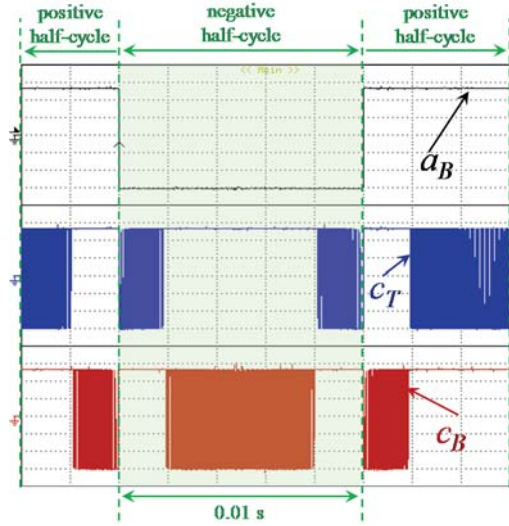 positive half-cycle
negative half-cycle
positive half-cycle
<< Main >>
a_B
c_T
c_B
0.01 s